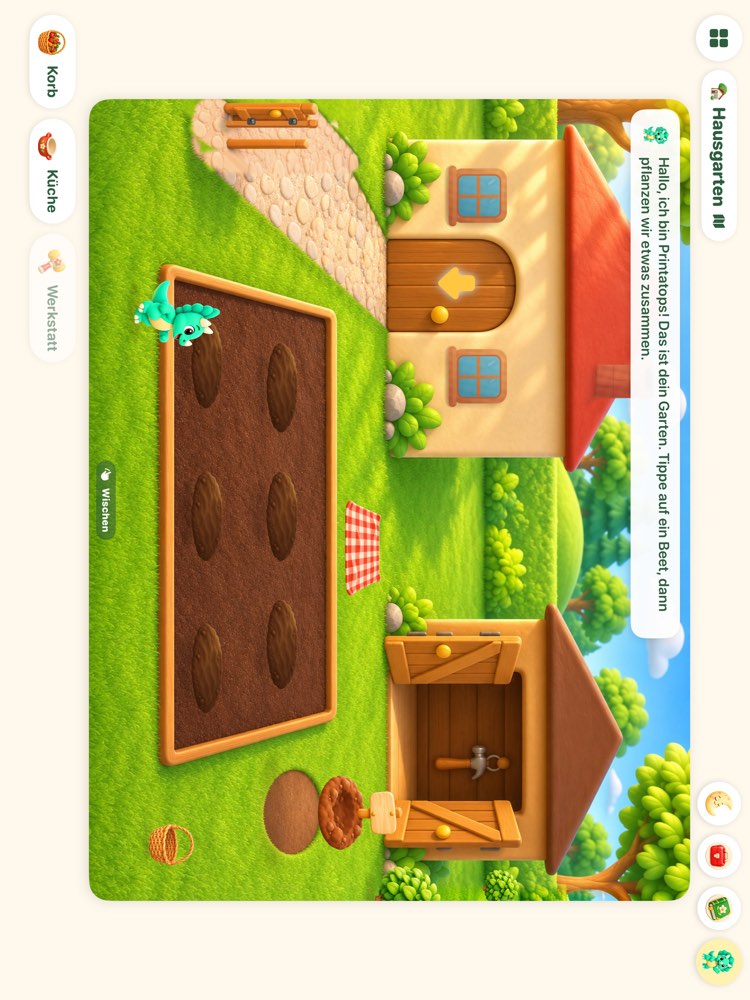 Hausgarten
Hallo, ich bin Printatops! Das ist dein Garten. Tippe auf ein Beet, dann
pflanzen wir etwas zusammen.
Wischen
Korb
Küche
Werkstatt